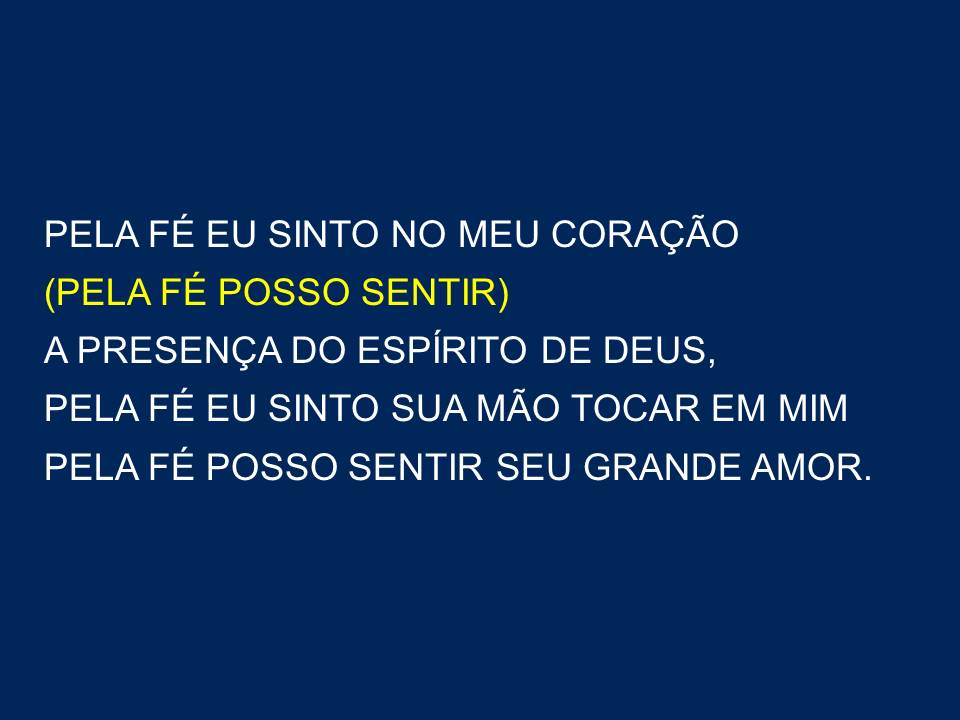 PELA FÉ EU SINTO NO MEU CORAÇÃO
(PELA FÉ POSSO SENTIR)
A PRESENÇA DO ESPÍRITO DE DEUS,
PELA FÉ EU SINTO SUA MÃO TOCAR EM MIM
PELA FÉ POSSO SENTIR SEU GRANDE AMOR.